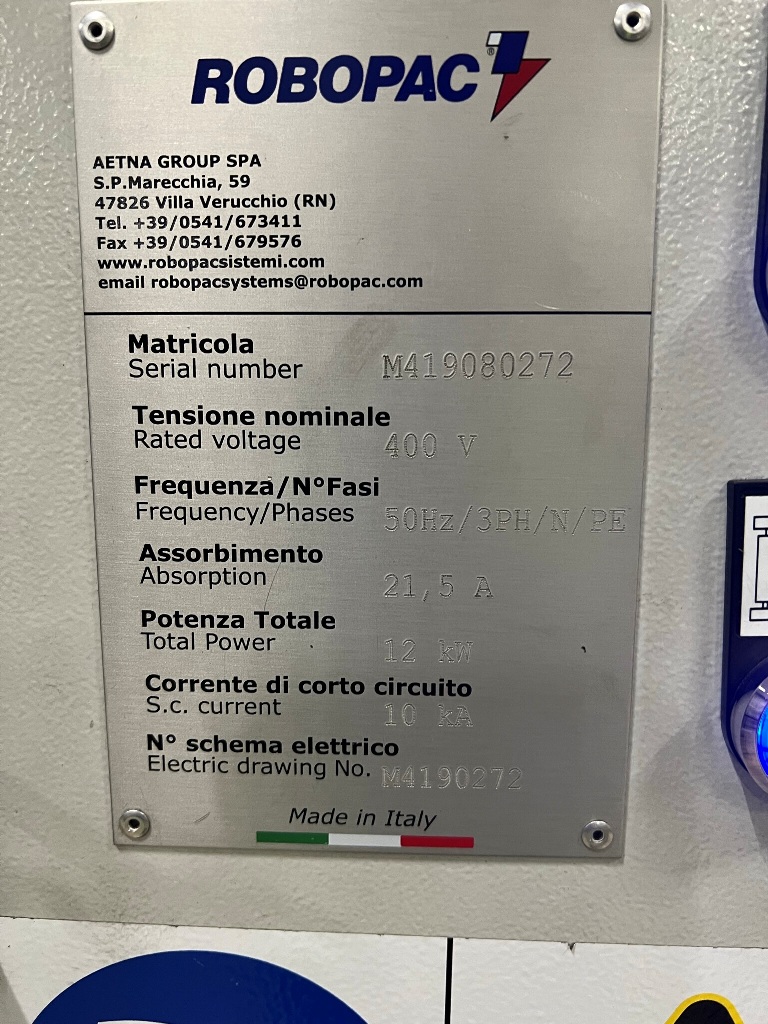 ROBOPAC
AETNA GROUP SPA
S.P.Marecchia, 59
47826 Villa Verucchio (RN)
Tel. +39/0541/673411
Fax +39/0541/679576
www.robopacsistemi.com
email robopacsystems@robopac.com
Matricola
Serial number M419080272
Tensione nominale
Rated voltage 400 V
Frequenza/N°Fasi
Frequency/Phases 50Hz/3PH/N/PE
Assorbimento
Absorption 21,5 A
Potenza Totale
Total Power 12 kW
Corrente di corto circuito
S.c. current 10 kA
N° schema elettrico
Electric drawing No. M4190272
Made in Italy